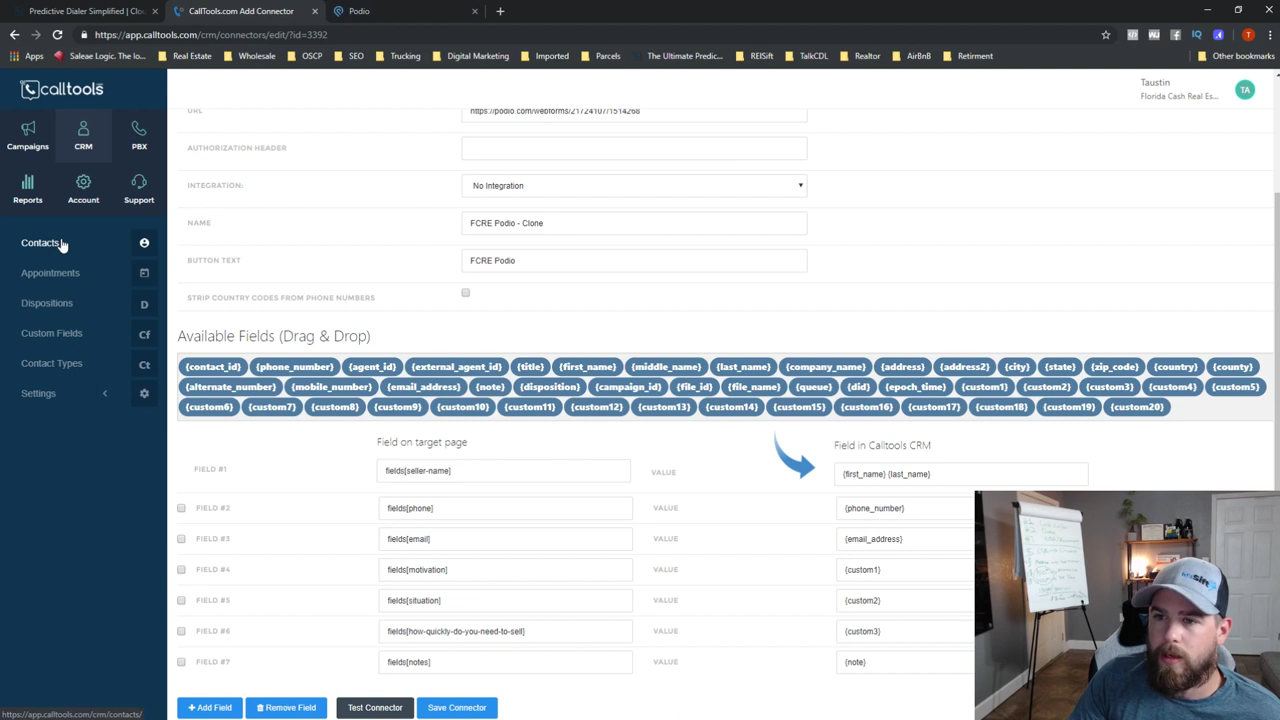 Predictive Dialer Simplified | Clou
CallTools.com Add Connector
Podio
https://app.calltools.com/crm/connectors/edit/?id=3392
Apps
Saleae Logic. The lo...
Real Estate
Wholesale
OSCP
SEO
Trucking
Digital Marketing
Imported
Parcels
The Ultimate Predic...
REISift
TalkCDL
Realtor
AirBnB
Retirment
Other bookmarks
calltools
Taustin
Florida Cash Real Es...
TA
Campaigns
CRM
PBX
Reports
Account
Support
Contacts
Appointments
Dispositions
D
Custom Fields
Cf
Contact Types
Ct
Settings
URL
https://podio.com/webforms/21724107/1514268
AUTHORIZATION HEADER
INTEGRATION:
No Integration
NAME
FCRE Podio - Clone
BUTTON TEXT
FCRE Podio
STRIP COUNTRY CODES FROM PHONE NUMBERS
Available Fields (Drag & Drop)
{contact_id} {phone_number} {agent_id} {external_agent_id} {title} {first_name} {middle_name} {last_name} {company_name} {address} {address2} {city} {state} {zip_code} {country} {county}
{alternate_number} {mobile_number} {email_address} {note} {disposition} {campaign_id} {file_id} {file_name} {queue} {did} {epoch_time} {custom1} {custom2} {custom3} {custom4} {custom5}
{custom6} {custom7} {custom8} {custom9} {custom10} {custom11} {custom12} {custom13} {custom14} {custom15} {custom16} {custom17} {custom18} {custom19} {custom20}
Field on target page
Field in Calltools CRM
FIELD #1
fields[seller-name]
VALUE
{first_name} {last_name}
FIELD #2
fields[phone]
VALUE
{phone_number}
FIELD #3
fields[email]
VALUE
{email_address}
FIELD #4
fields[motivation]
VALUE
{custom1}
FIELD #5
fields[situation]
VALUE
{custom2}
FIELD #6
fields[how-quickly-do-you-need-to-sell]
VALUE
{custom3}
FIELD #7
fields[notes]
VALUE
{note}
Add Field
Remove Field
Test Connector
Save Connector
https://app.calltools.com/crm/contacts/